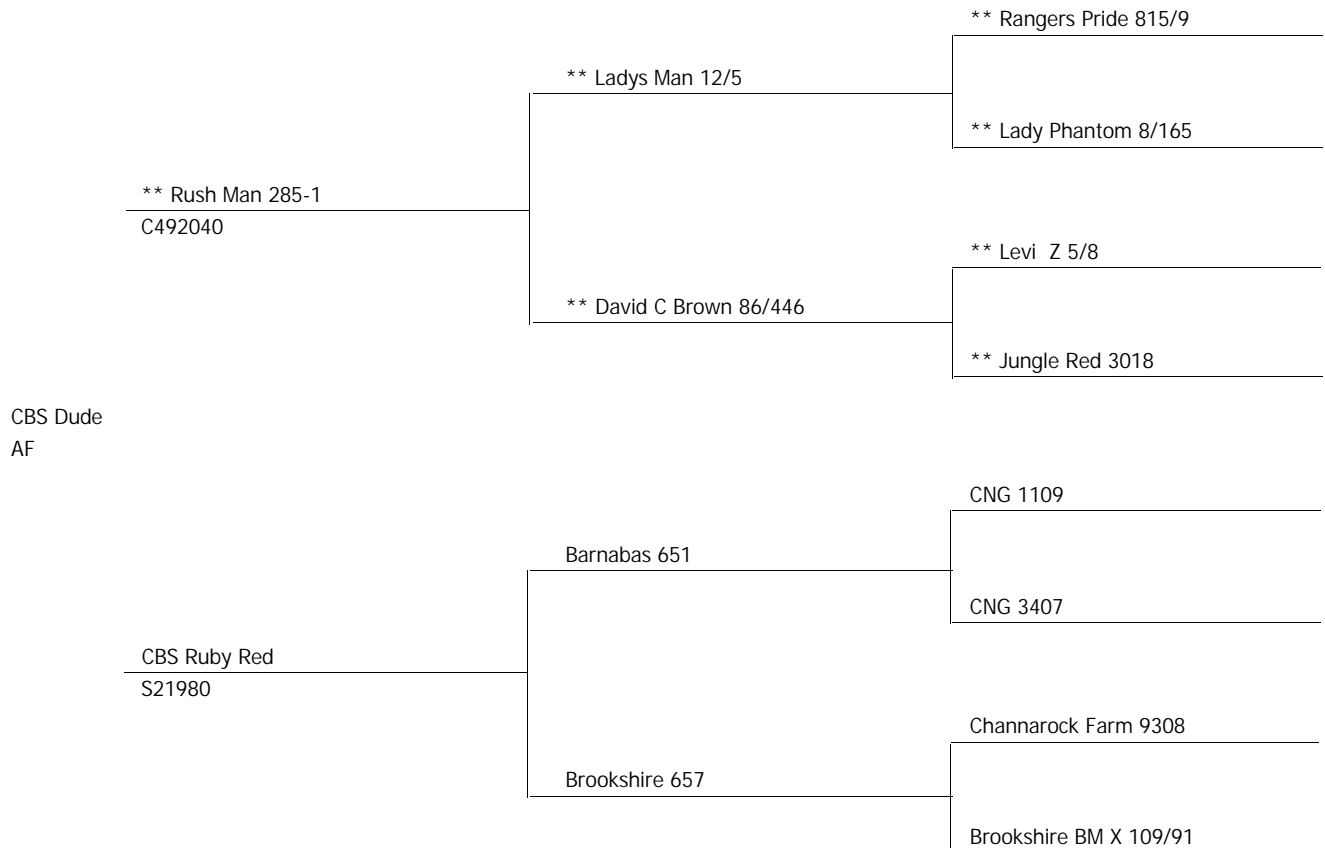 ** Rangers Pride 815/9
** Ladys Man 12/5
** Lady Phantom 8/165
** Rush Man 285-1
C492040
** Levi  Z 5/8
** David C Brown 86/446
** Jungle Red 3018
CBS Dude
AF
CNG 1109
Barnabas 651
CNG 3407
CBS Ruby Red
S21980
Channarock Farm 9308
Brookshire 657
Brookshire BM X 109/91